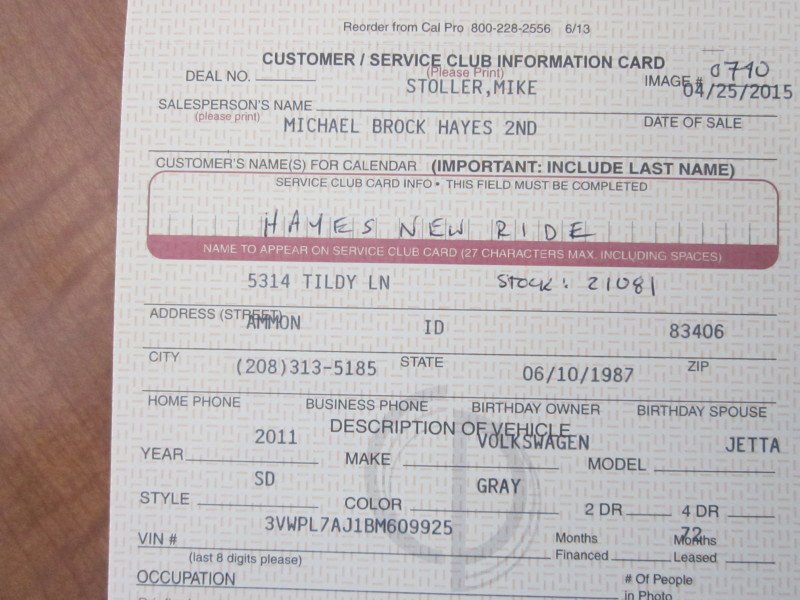 Reorder from Cal Pro 800-228-2556 6/13
CUSTOMER / SERVICE CLUB INFORMATION CARD
(Please Print)
DEAL NO. STOLLER,MIKE IMAGE # 0710
04/25/2015
SALESPERSON'S NAME
(please print) MICHAEL BROCK HAYES 2ND DATE OF SALE
CUSTOMER'S NAME(S) FOR CALENDAR (IMPORTANT: INCLUDE LAST NAME)
SERVICE CLUB CARD INFO • THIS FIELD MUST BE COMPLETED
HAYES NEW RIDE
NAME TO APPEAR ON SERVICE CLUB CARD (27 CHARACTERS MAX. INCLUDING SPACES)
5314 TILDY LN STOCK: 21081
ADDRESS (STREET)
AMMON ID 83406
CITY STATE ZIP
(208)313-5185 06/10/1987
HOME PHONE BUSINESS PHONE BIRTHDAY OWNER BIRTHDAY SPOUSE
DESCRIPTION OF VEHICLE
2011 VOLKSWAGEN JETTA
YEAR MAKE MODEL
SD GRAY
STYLE COLOR 2 DR 4 DR
3VWPL7AJ1BM609925 72
VIN # Months Financed Months Leased
(last 8 digits please)
OCCUPATION # Of People
in Photo